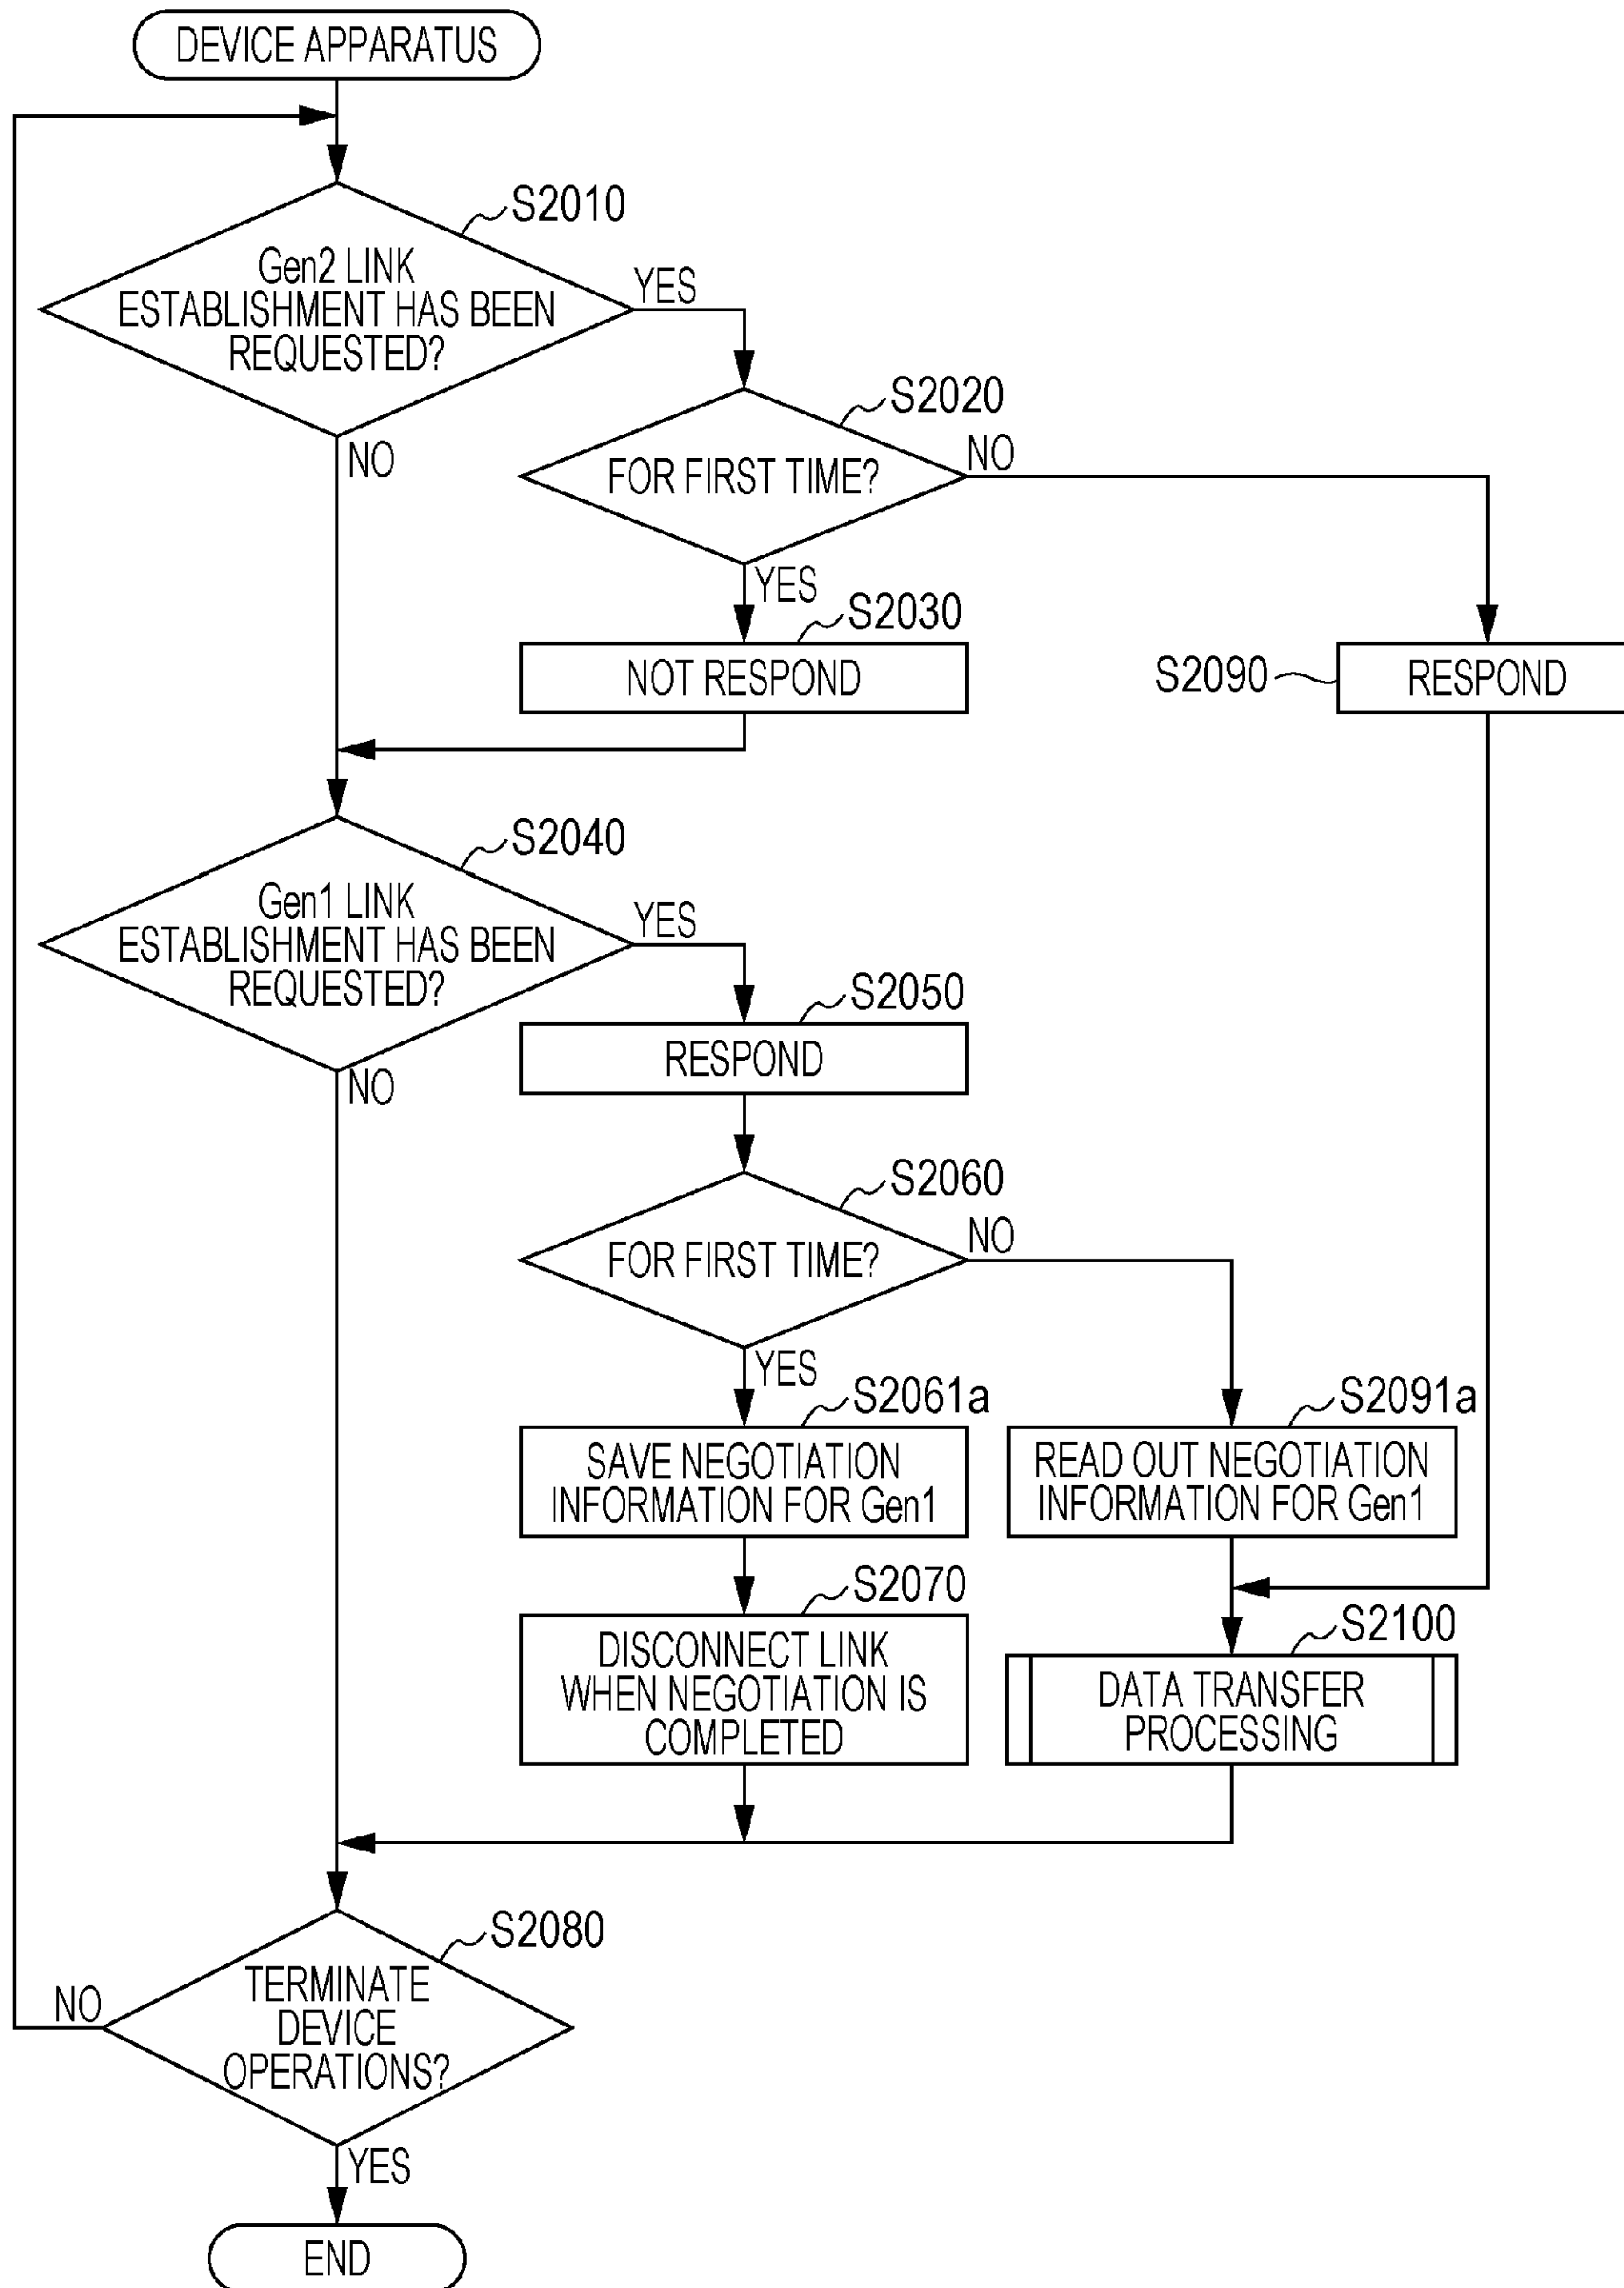 DEVICE APPARATUS
S2010
Gen2 LINK
ESTABLISHMENT HAS BEEN
REQUESTED?
YES
NO
S2020
FOR FIRST TIME?
NO
YES
S2030
NOT RESPOND
S2090
RESPOND
S2040
Gen1 LINK
ESTABLISHMENT HAS BEEN
REQUESTED?
YES
NO
S2050
RESPOND
S2060
FOR FIRST TIME?
NO
YES
S2061a
SAVE NEGOTIATION
INFORMATION FOR Gen1
S2091a
READ OUT NEGOTIATION
INFORMATION FOR Gen1
S2070
DISCONNECT LINK
WHEN NEGOTIATION IS
COMPLETED
S2100
DATA TRANSFER
PROCESSING
S2080
TERMINATE
DEVICE
OPERATIONS?
NO
YES
END